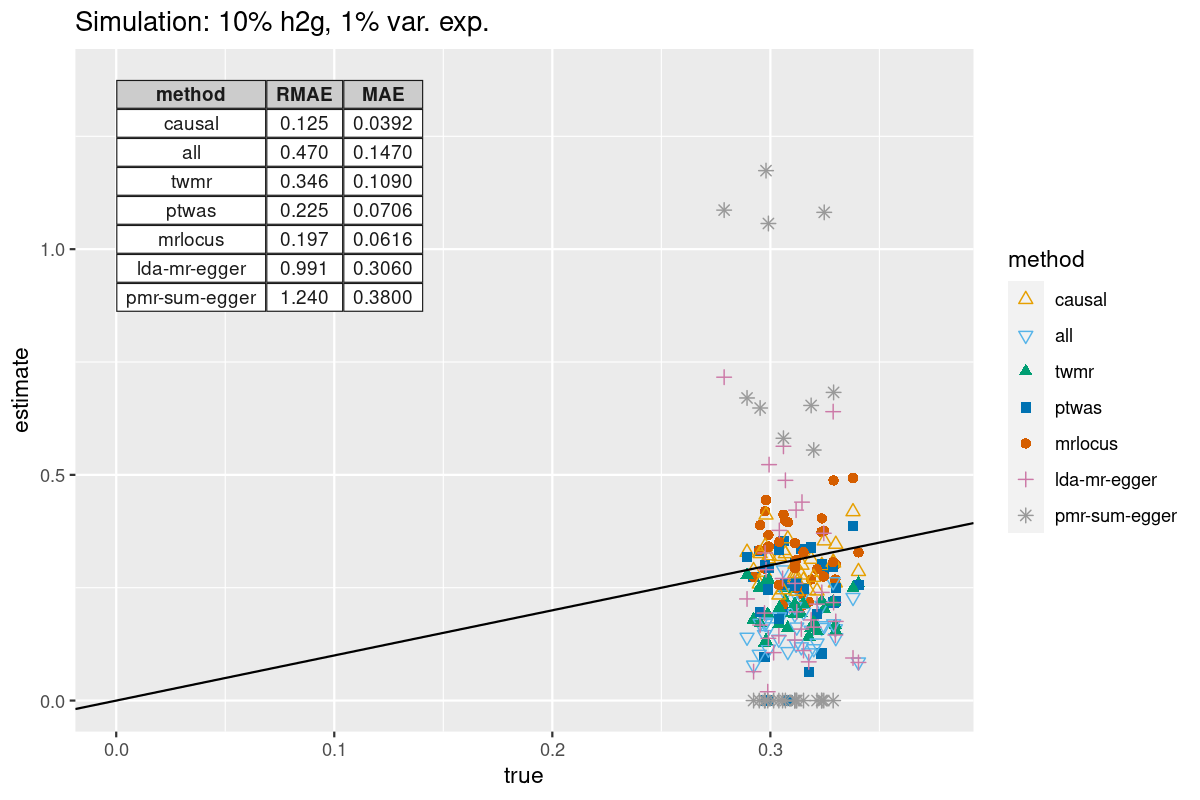 Simulation: 10% h2g, 1% var. exp.
method RMAE MAE
causal 0.125 0.0392
all 0.470 0.1470
twmr 0.346 0.1090
ptwas 0.225 0.0706
mrlocus 0.197 0.0616
lda-mr-egger 0.991 0.3060
pmr-sum-egger 1.240 0.3800
estimate
1.0
0.5
0.0
0.0 0.1 0.2 0.3
true
method
causal
all
twmr
ptwas
mrlocus
lda-mr-egger
pmr-sum-egger